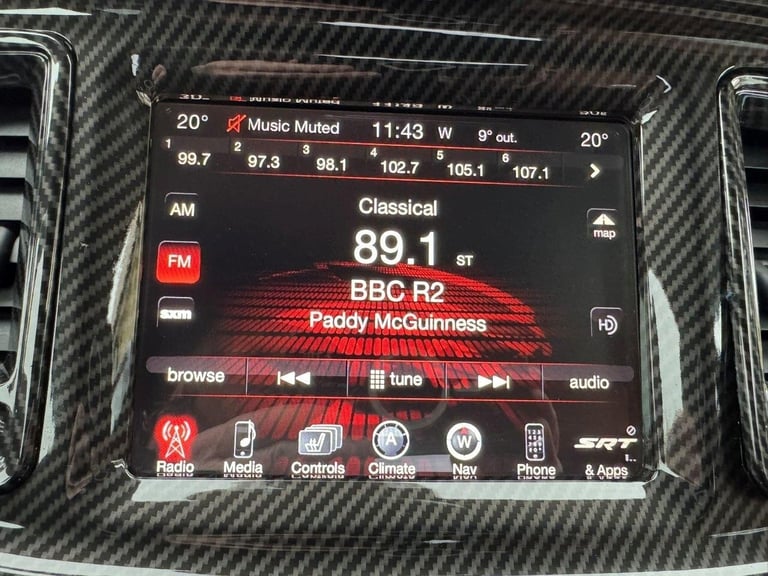 20° Music Muted 11:43 W 9° out. 20°
1 99.7 2 97.3 3 98.1 4 102.7 5 105.1 6 107.1
AM
Classical
map
FM
89.1 ST
BBC R2
sxm
Paddy McGuinness
HD
browse tune audio
A W
Radio Media Controls Climate Nav Phone SRT & Apps